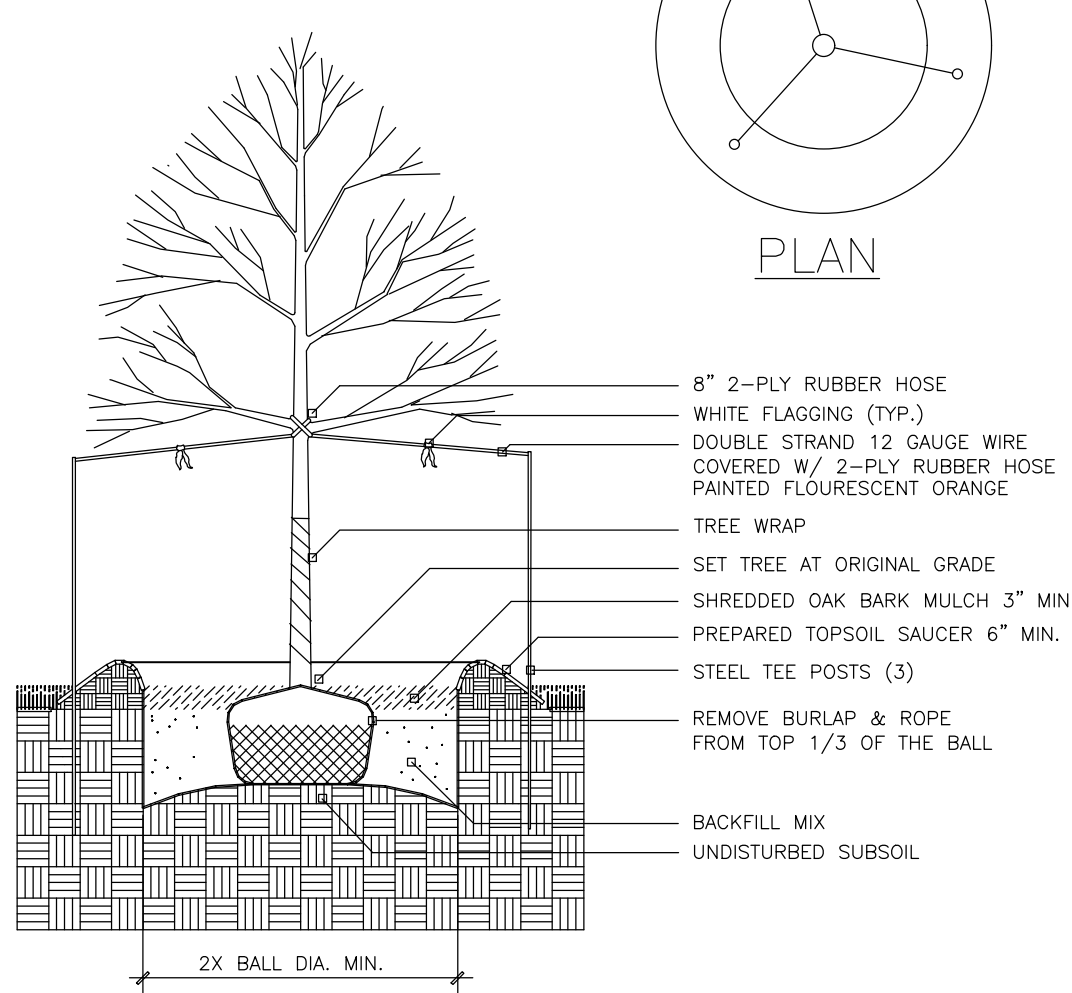 PLAN
8” 2-PLY RUBBER HOSE
WHITE FLAGGING (TYP.)
DOUBLE STRAND 12 GAUGE WIRE
COVERED W/ 2-PLY RUBBER HOSE
PAINTED FLOURESCENT ORANGE
TREE WRAP
SET TREE AT ORIGINAL GRADE
SHREDDED OAK BARK MULCH 3” MIN
PREPARED TOPSOIL SAUCER 6” MIN.
STEEL TEE POSTS (3)
REMOVE BURLAP & ROPE
FROM TOP 1/3 OF THE BALL
BACKFILL MIX
UNDISTURBED SUBSOIL
2X BALL DIA. MIN.